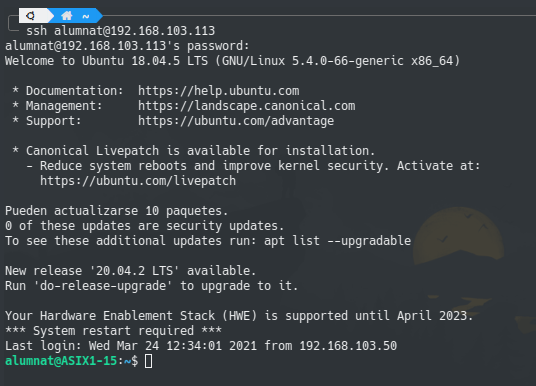 ~
ssh alumnat@192.168.103.113
alumnat@192.168.103.113's password:
Welcome to Ubuntu 18.04.5 LTS (GNU/Linux 5.4.0-66-generic x86_64)
* Documentation:  https://help.ubuntu.com
* Management:     https://landscape.canonical.com
* Support:        https://ubuntu.com/advantage
* Canonical Livepatch is available for installation.
- Reduce system reboots and improve kernel security. Activate at:
https://ubuntu.com/livepatch
Pueden actualizarse 10 paquetes.
0 of these updates are security updates.
To see these additional updates run: apt list --upgradable
New release '20.04.2 LTS' available.
Run 'do-release-upgrade' to upgrade to it.
Your Hardware Enablement Stack (HWE) is supported until April 2023.
*** System restart required ***
Last login: Wed Mar 24 12:34:01 2021 from 192.168.103.50
alumnat@ASIX1-15:~$